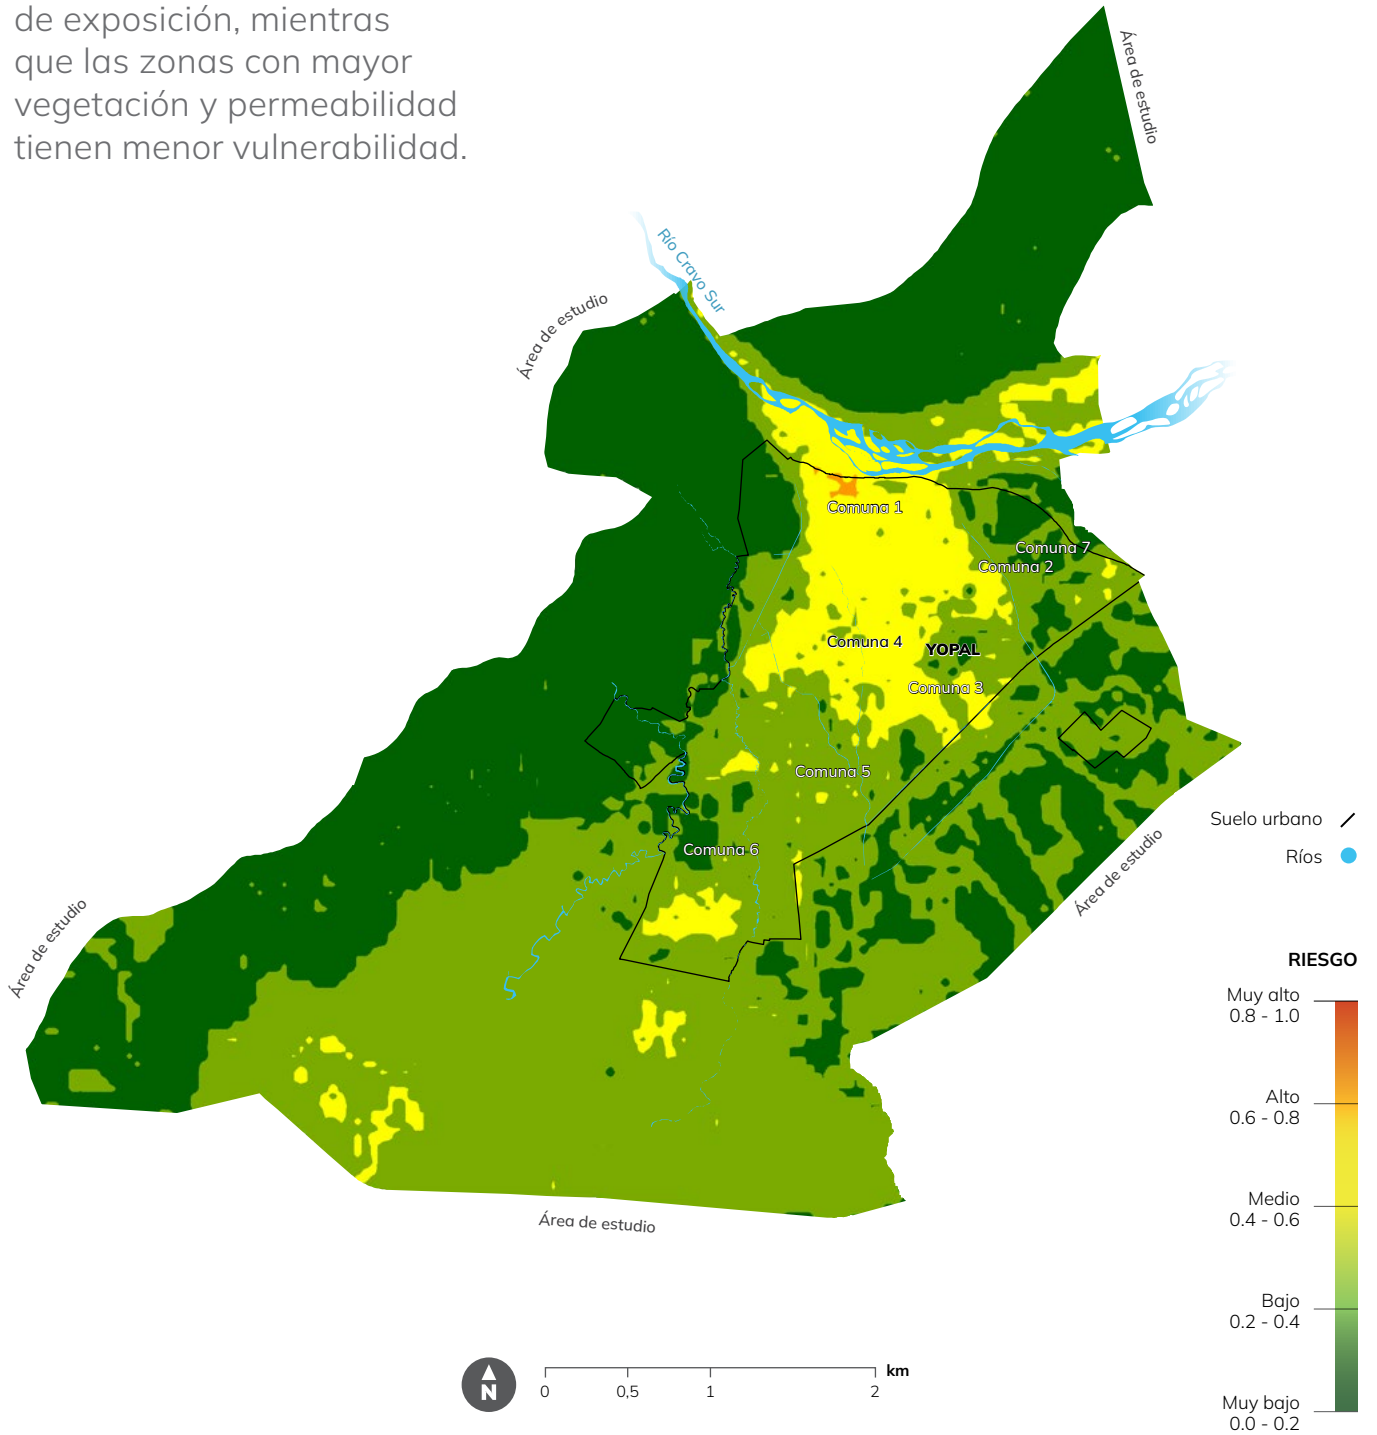 de exposición, mientras
que las zonas con mayor
vegetación y permeabilidad
tienen menor vulnerabilidad.
Área de estudio
Río Cravo Sur
Área de estudio
Comuna 1
Comuna 7
Comuna 2
Comuna 4
YOPAL
Comuna 3
Comuna 5
Comuna 6
Área de estudio
Área de estudio
Área de estudio
Suelo urbano
Ríos
RIESGO
Muy alto
0.8 - 1.0
Alto
0.6 - 0.8
Medio
0.4 - 0.6
Bajo
0.2 - 0.4
Muy bajo
0.0 - 0.2
N
km
0 0,5 1 2